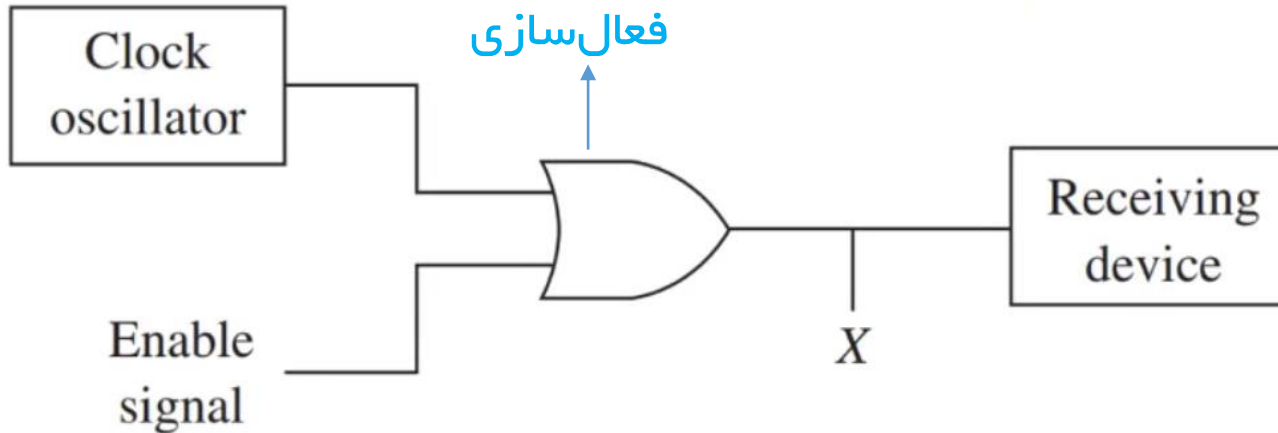 Clock
oscillator
فعال‌سازی
Receiving
device
Enable
signal
X